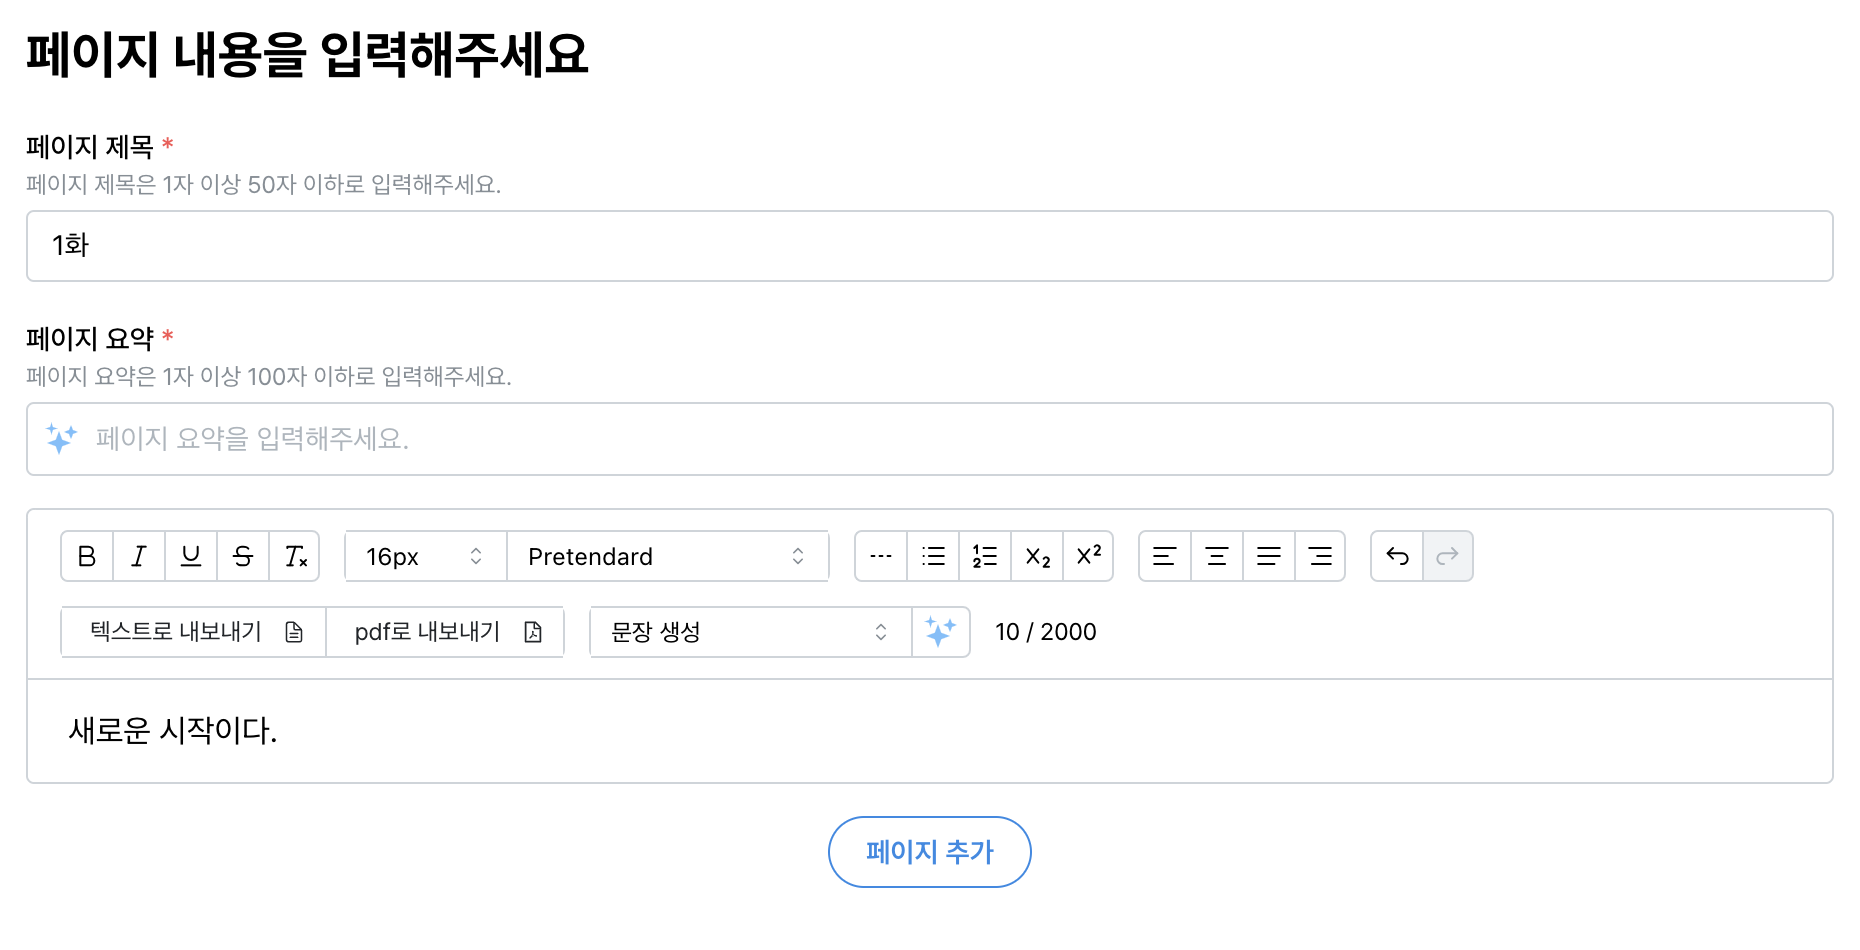 페이지 내용을 입력해주세요
페이지 제목 *
페이지 제목은 1자 이상 50자 이하로 입력해주세요.
1화
페이지 요약 *
페이지 요약은 1자 이상 100자 이하로 입력해주세요.
페이지 요약을 입력해주세요.
B I U S Tx 16px Pretendard X₂ X²
텍스트로 내보내기 pdf로 내보내기 문장 생성 10 / 2000
새로운 시작이다.
페이지 추가